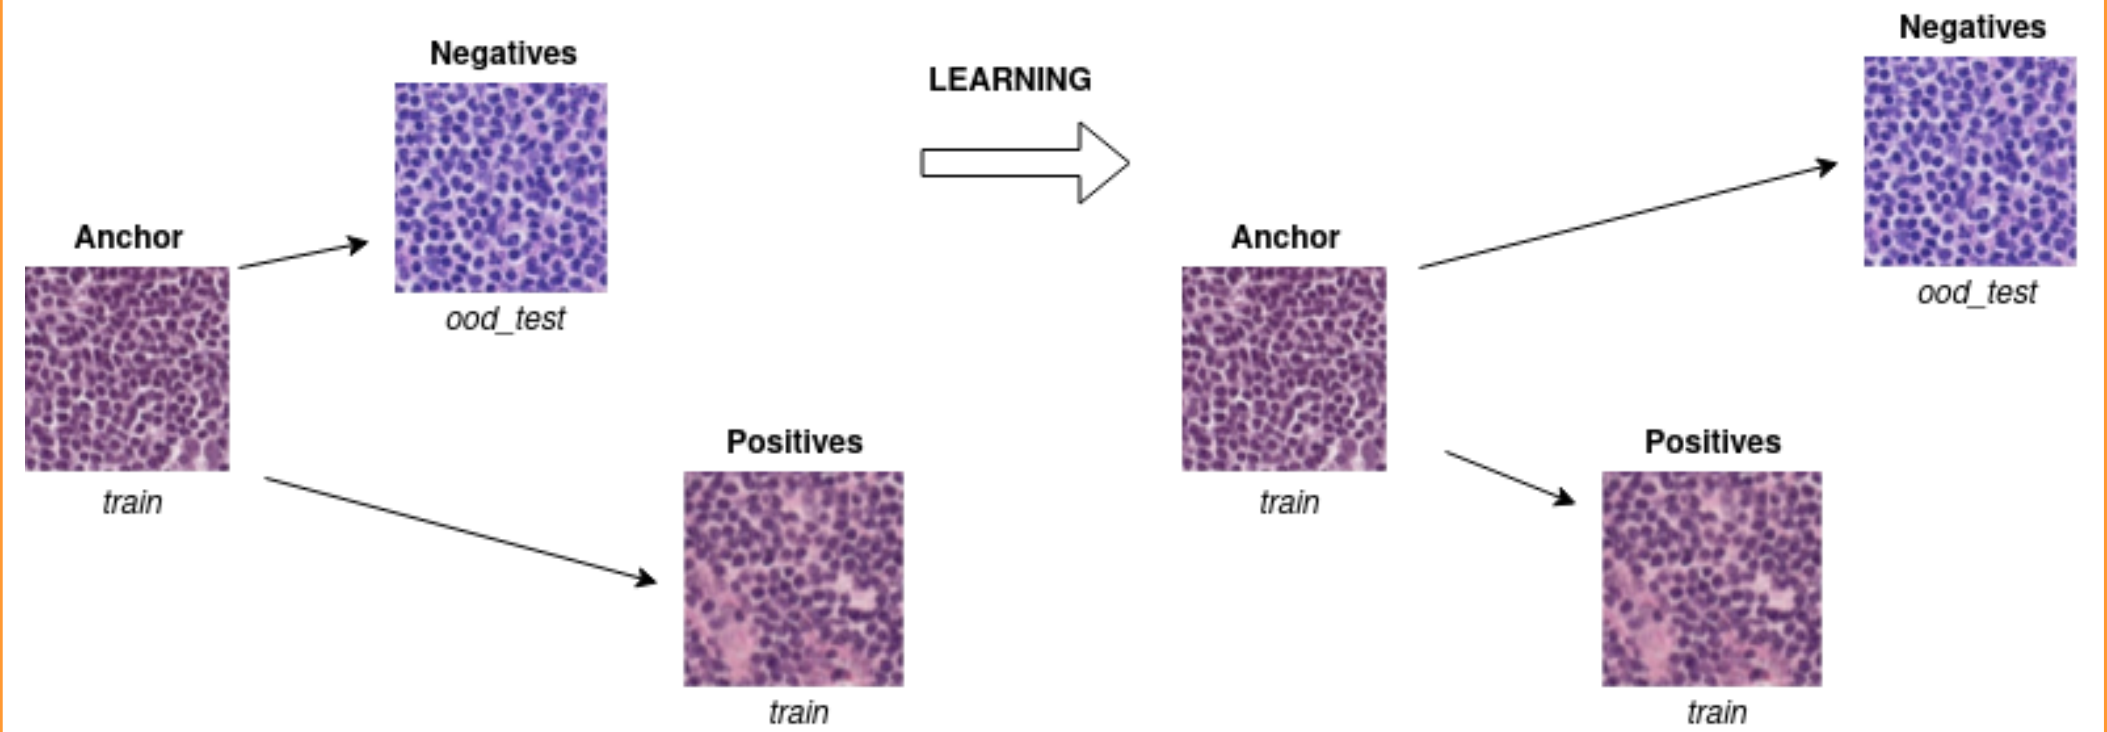 Negatives
ood_test
Anchor
train
Positives
train
LEARNING
Negatives
ood_test
Anchor
train
Positives
train